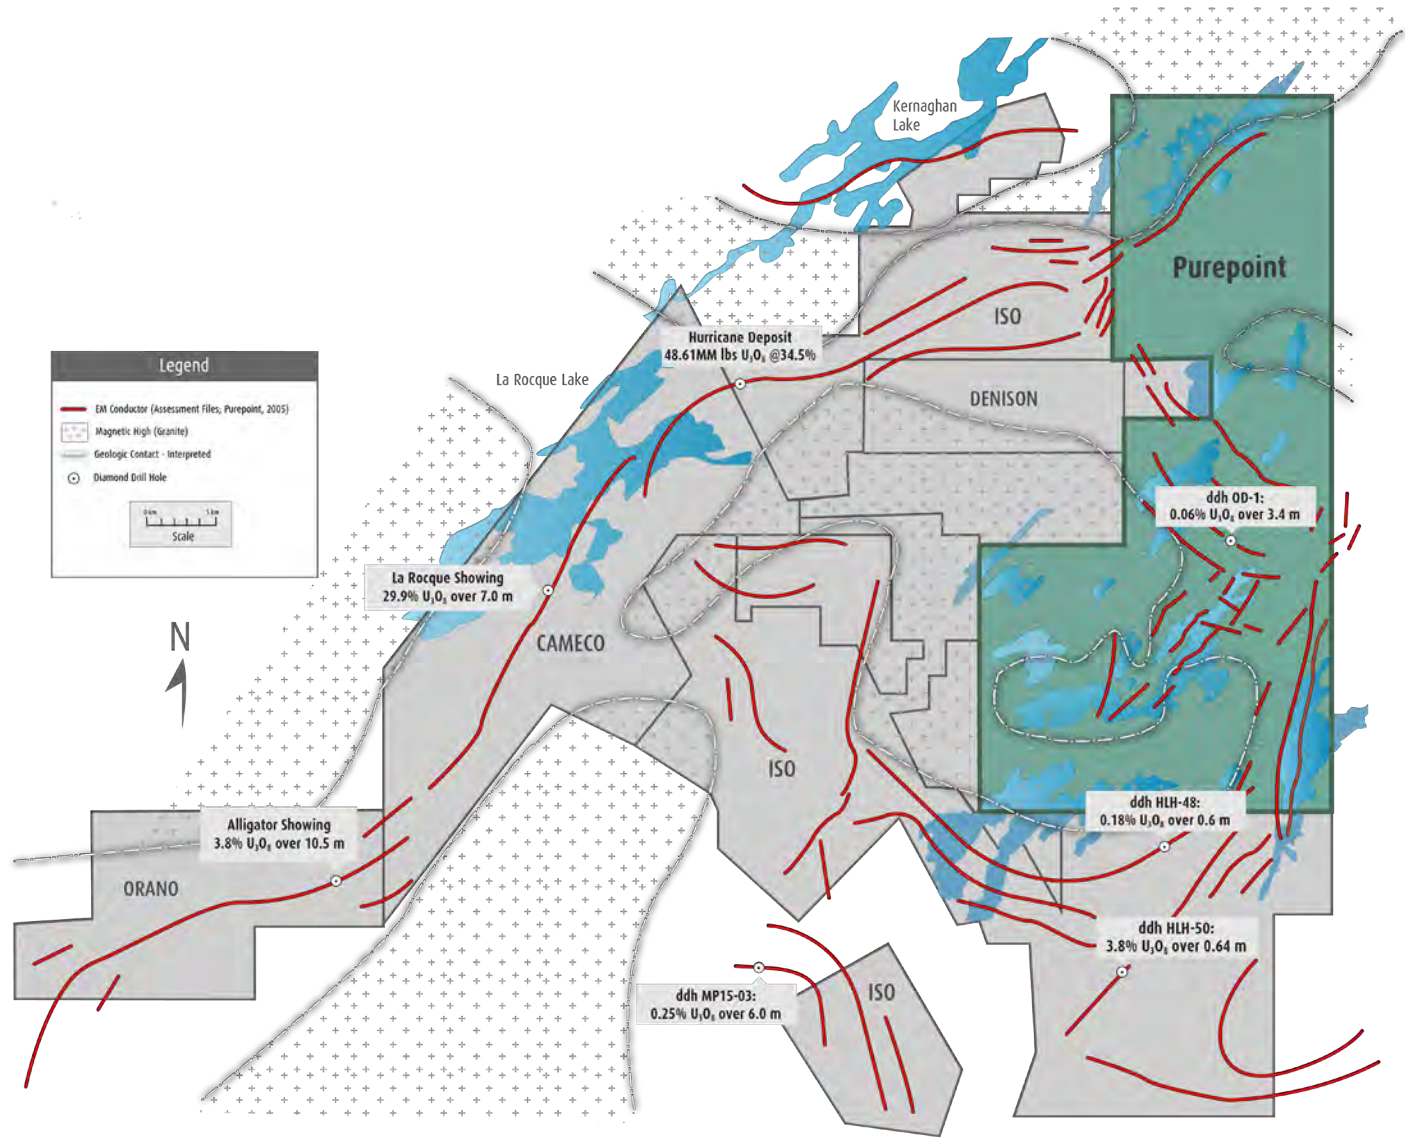 Kernaghan
Lake
Purepoint
ISO
Hurricane Deposit
48.61MM lbs U₃O₈ @34.5%
Legend
EM Conductor (Assessment Files; Purepoint, 2005)
Magnetic High (Granite)
Geologic Contact - Interpreted
Diamond Drill Hole
0 km 5 km
Scale
La Rocque Lake
DENISON
ddh OD-1:
0.06% U₃O₈ over 3.4 m
La Rocque Showing
29.9% U₃O₈ over 7.0 m
N
CAMECO
ISO
ddh HLH-48:
0.18% U₃O₈ over 0.6 m
Alligator Showing
3.8% U₃O₈ over 10.5 m
ORANO
ddh HLH-50:
3.8% U₃O₈ over 0.64 m
ddh MP15-03:
0.25% U₃O₈ over 6.0 m
ISO